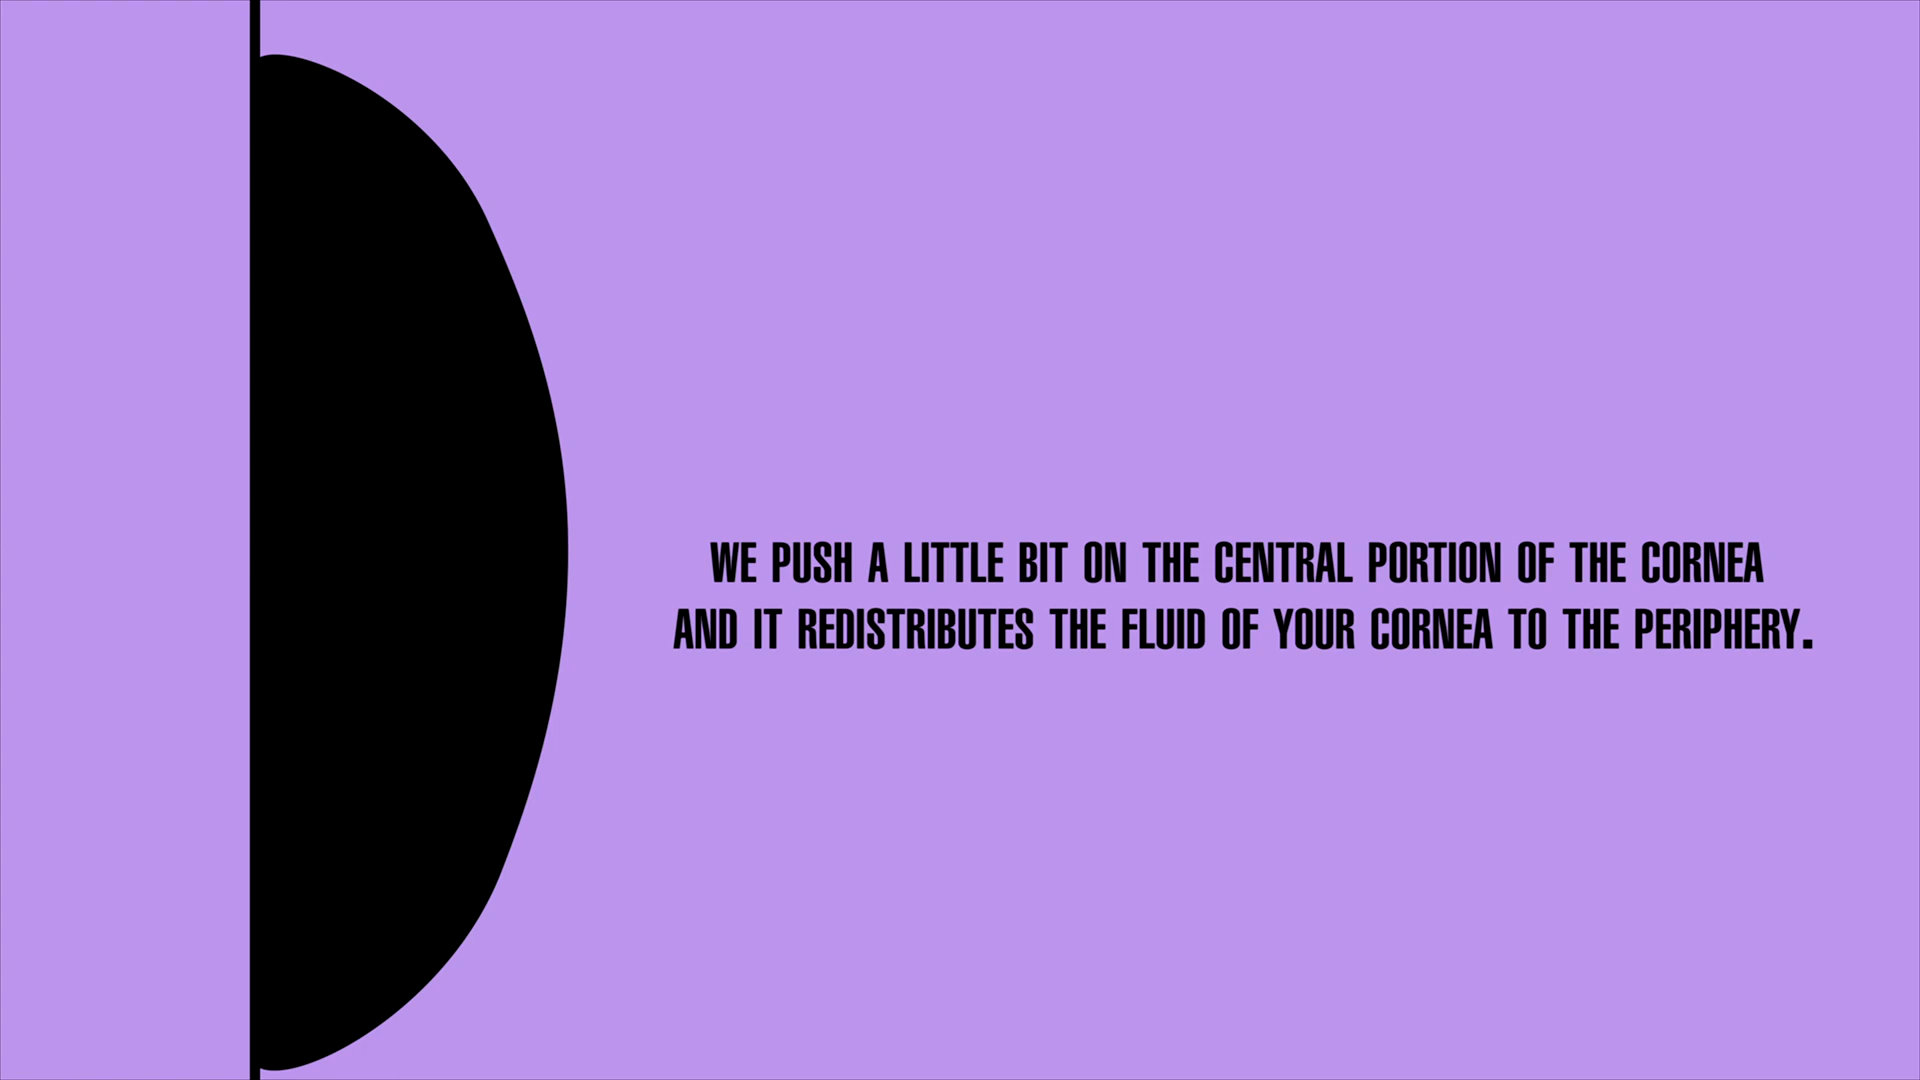 WE PUSH A LITTLE BIT ON THE CENTRAL PORTION OF THE CORNEA
AND IT REDISTRIBUTES THE FLUID OF YOUR CORNEA TO THE PERIPHERY.